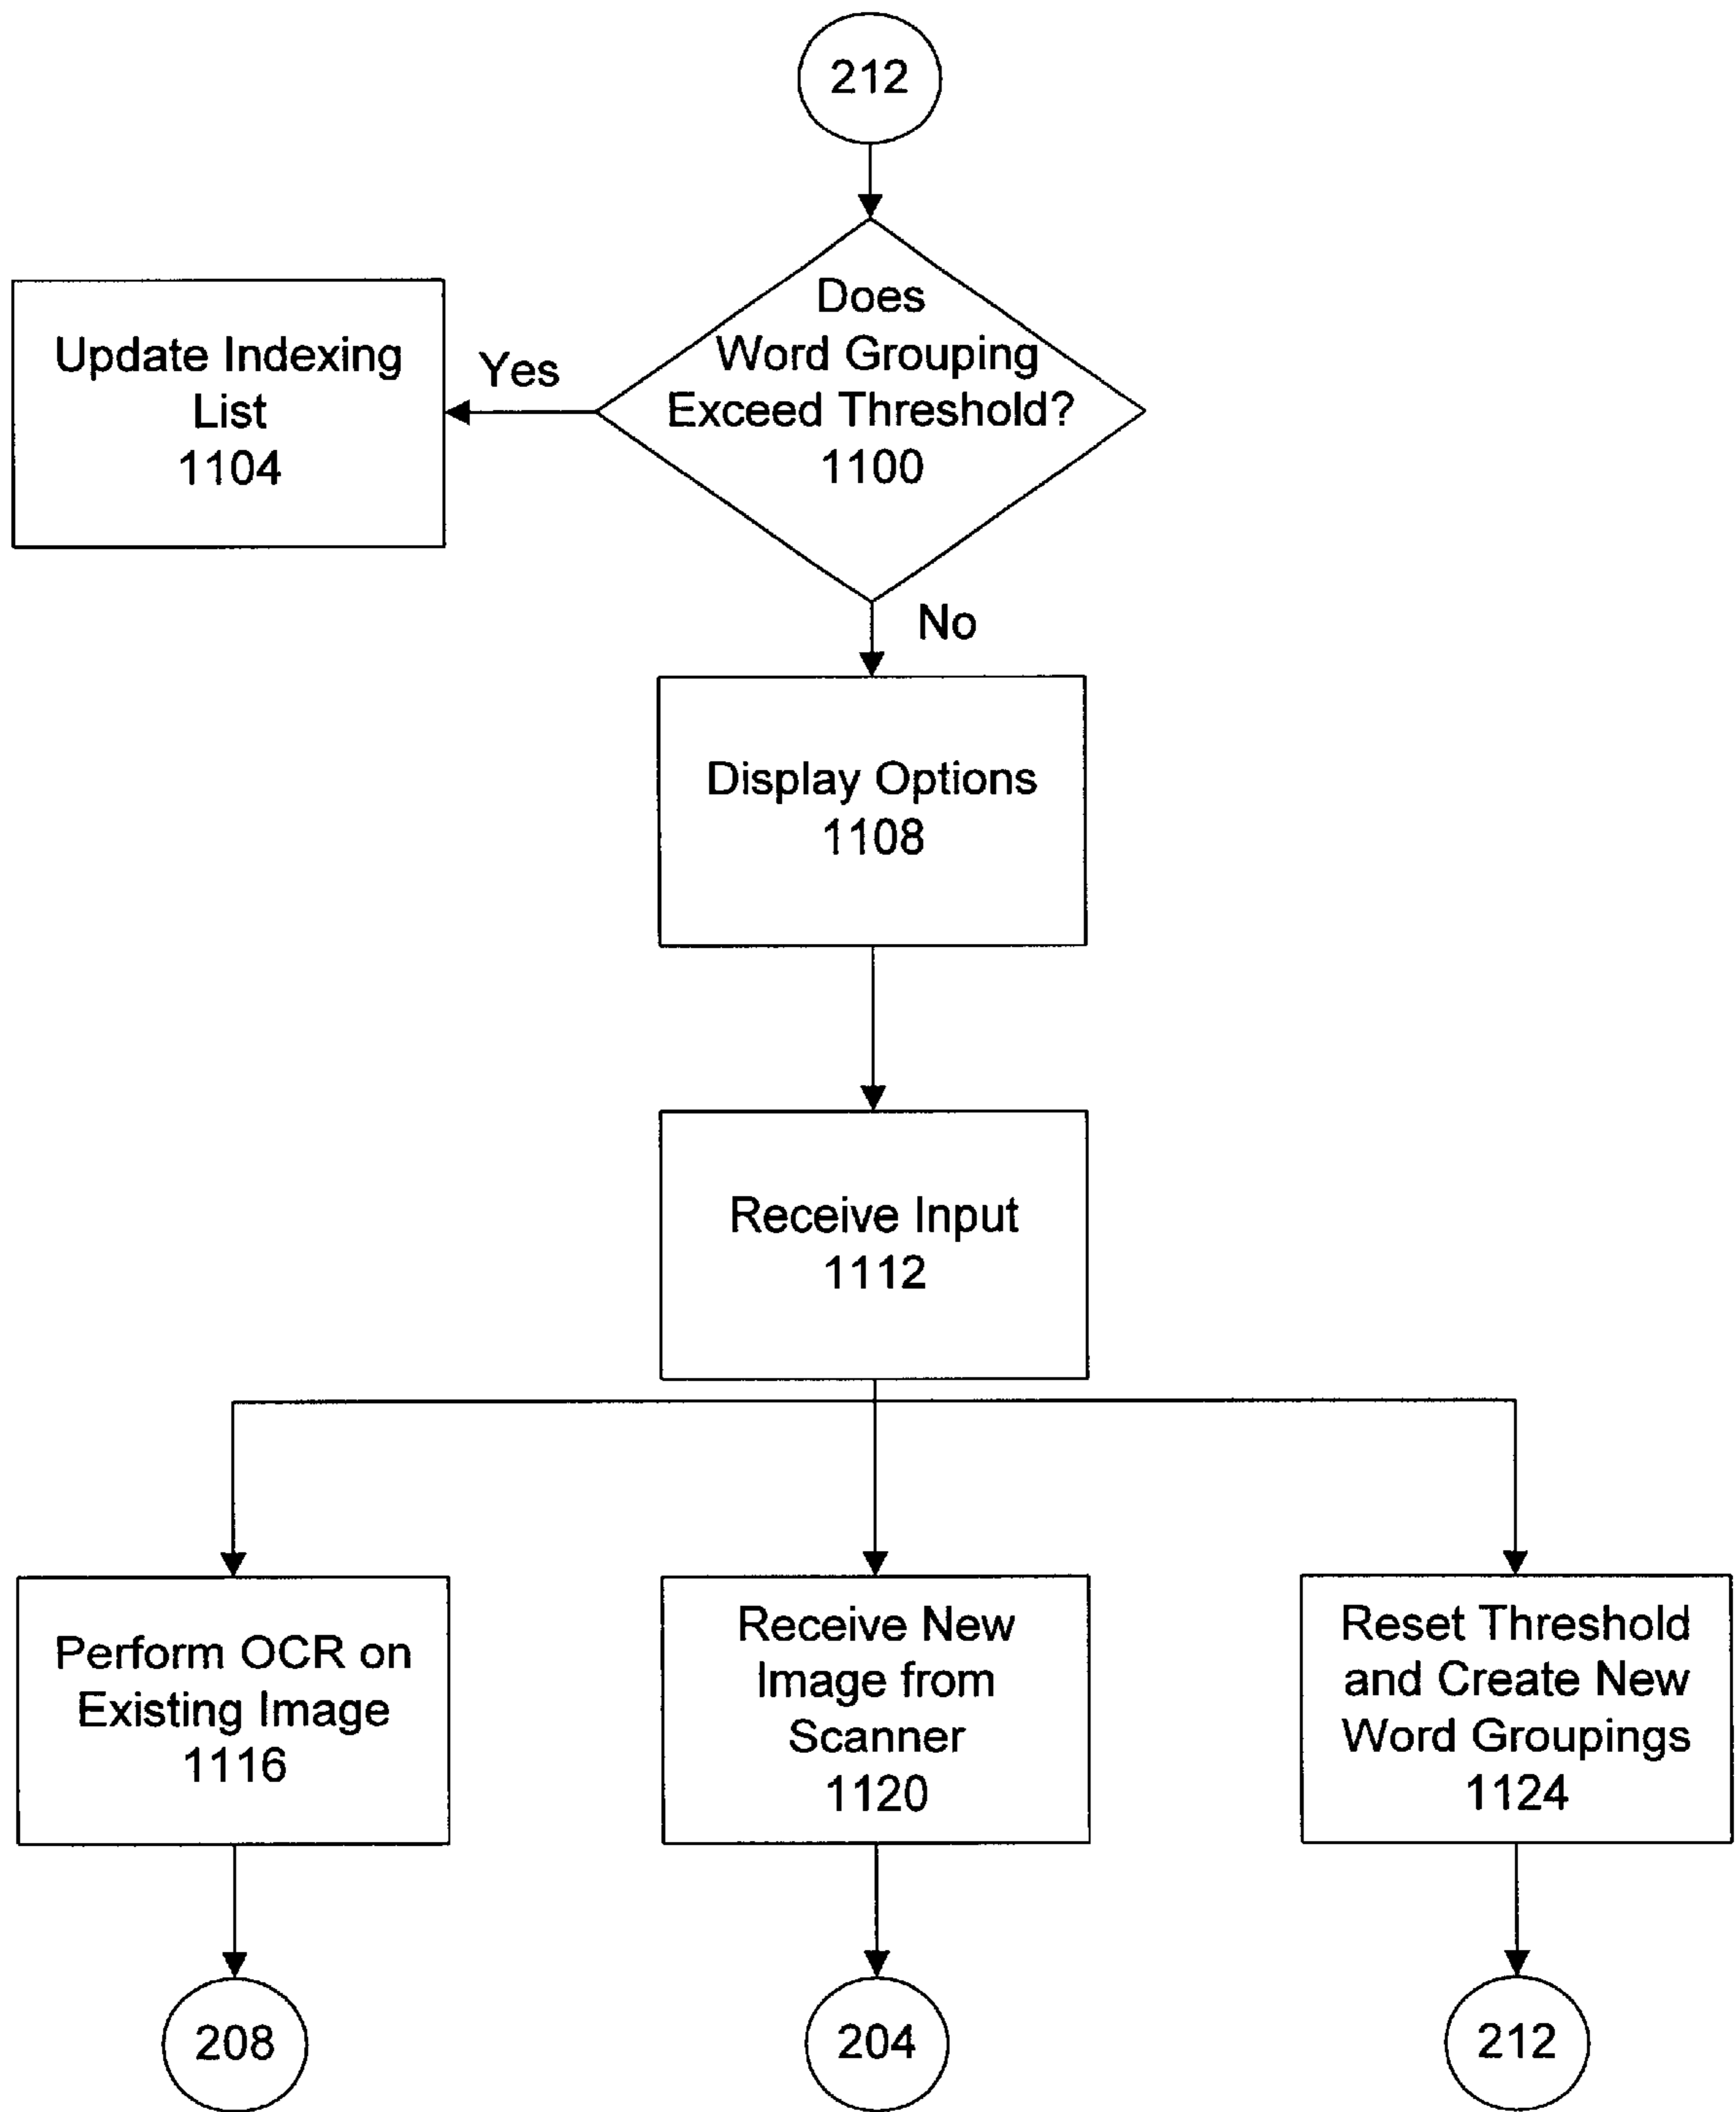 212
Does
Word Grouping
Exceed Threshold?
1100
Yes
Update Indexing
List
1104
No
Display Options
1108
Receive Input
1112
Perform OCR on
Existing Image
1116
Receive New
Image from
Scanner
1120
Reset Threshold
and Create New
Word Groupings
1124
208
204
212